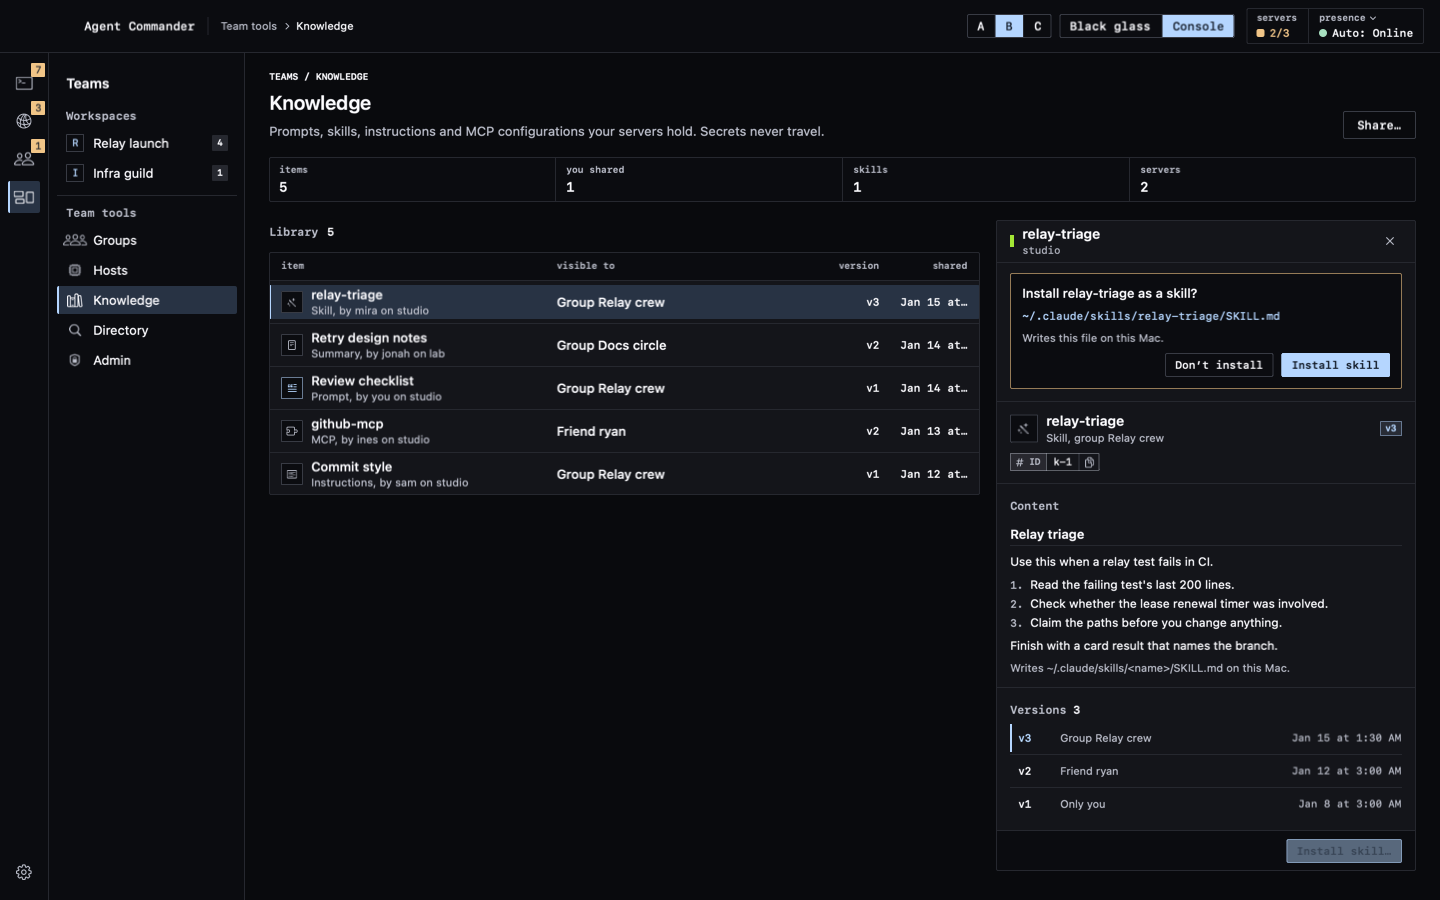 Agent Commander
Team tools > Knowledge
A B C
Black glass Console
servers
2/3
presence
Auto: Online
7
3
1
Teams
Workspaces
R Relay launch 4
I Infra guild 1
Team tools
Groups
Hosts
Knowledge
Directory
Admin
TEAMS / KNOWLEDGE
Knowledge
Prompts, skills, instructions and MCP configurations your servers hold. Secrets never travel.
Share…
items
5
you shared
1
skills
1
servers
2
Library 5
item visible to version shared
relay-triage
Skill, by mira on studio
Group Relay crew v3 Jan 15 at…
Retry design notes
Summary, by jonah on lab
Group Docs circle v2 Jan 14 at…
Review checklist
Prompt, by you on studio
Group Relay crew v1 Jan 14 at…
github-mcp
MCP, by ines on studio
Friend ryan v2 Jan 13 at…
Commit style
Instructions, by sam on studio
Group Relay crew v1 Jan 12 at…
relay-triage
studio
Install relay-triage as a skill?
~/.claude/skills/relay-triage/SKILL.md
Writes this file on this Mac.
Don’t install Install skill
relay-triage
Skill, group Relay crew
v3
# ID k-1
Content
Relay triage
Use this when a relay test fails in CI.
1. Read the failing test's last 200 lines.
2. Check whether the lease renewal timer was involved.
3. Claim the paths before you change anything.
Finish with a card result that names the branch.
Writes ~/.claude/skills/<name>/SKILL.md on this Mac.
Versions 3
v3 Group Relay crew Jan 15 at 1:30 AM
v2 Friend ryan Jan 12 at 3:00 AM
v1 Only you Jan 8 at 3:00 AM
Install skill…